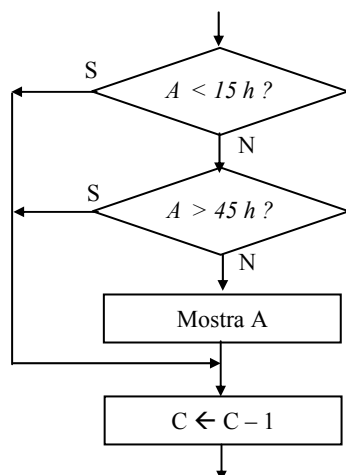 S
A < 15 h ?
N
S
A > 45 h ?
N
Mostra A
C ← C – 1